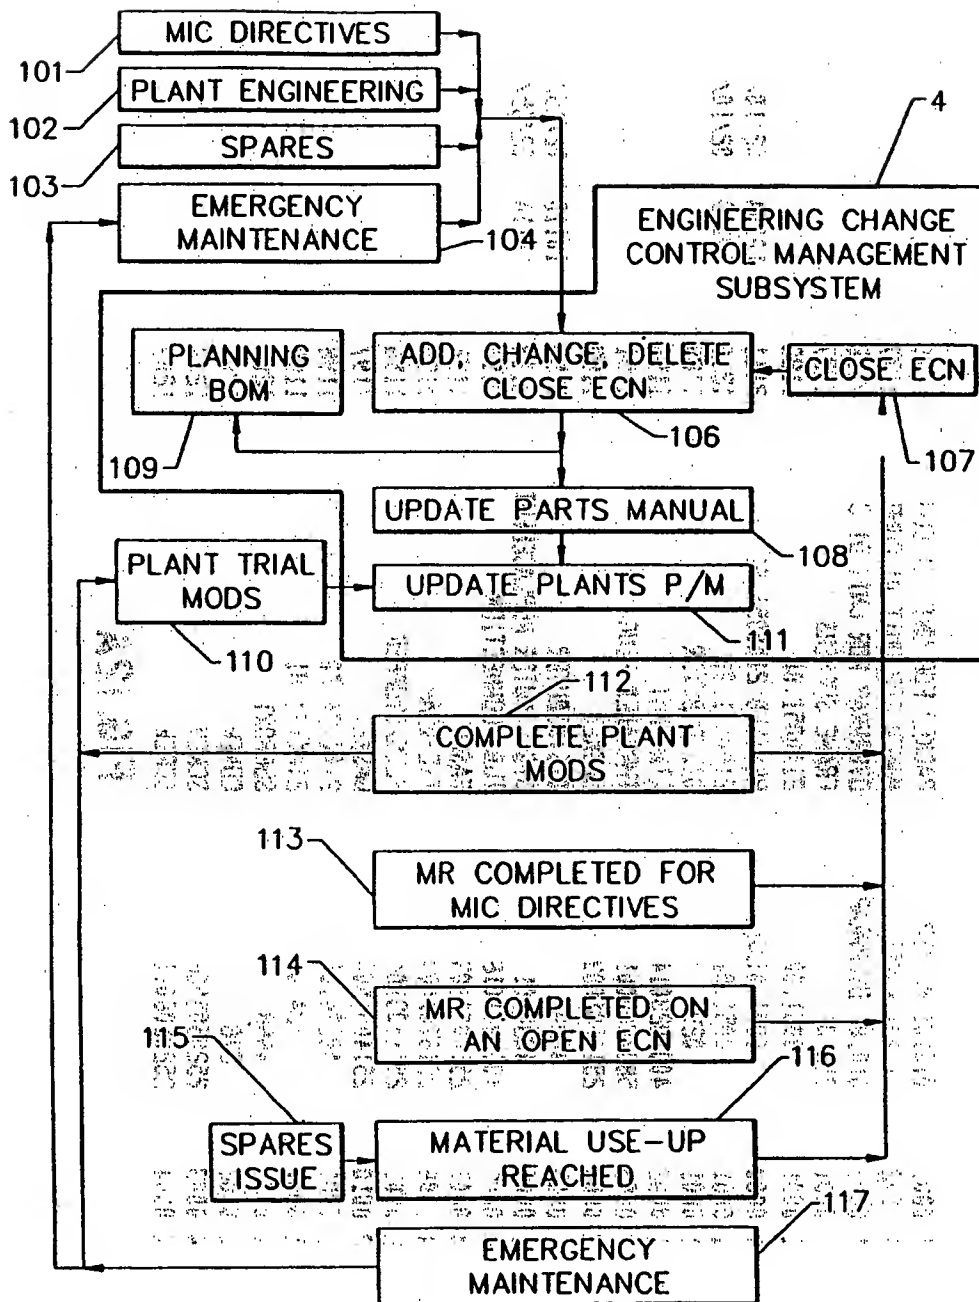 MIC DIRECTIVES
101
PLANT ENGINEERING
102
4
SPARES
103
EMERGENCY
MAINTENANCE
104
ENGINEERING CHANGE
CONTROL MANAGEMENT
SUBSYSTEM
PLANNING
BOM
ADD, CHANGE, DELETE
CLOSE ECN
CLOSE ECN
109
106
107
UPDATE PARTS MANUAL
108
PLANT TRIAL
MODS
UPDATE PLANTS P/M
110
111
112
COMPLETE PLANT
MODS
113
MR COMPLETED FOR
MIC DIRECTIVES
114
MR COMPLETED ON
AN OPEN ECN
115
116
SPARES
ISSUE
MATERIAL USE-UP
REACHED
117
EMERGENCY
MAINTENANCE